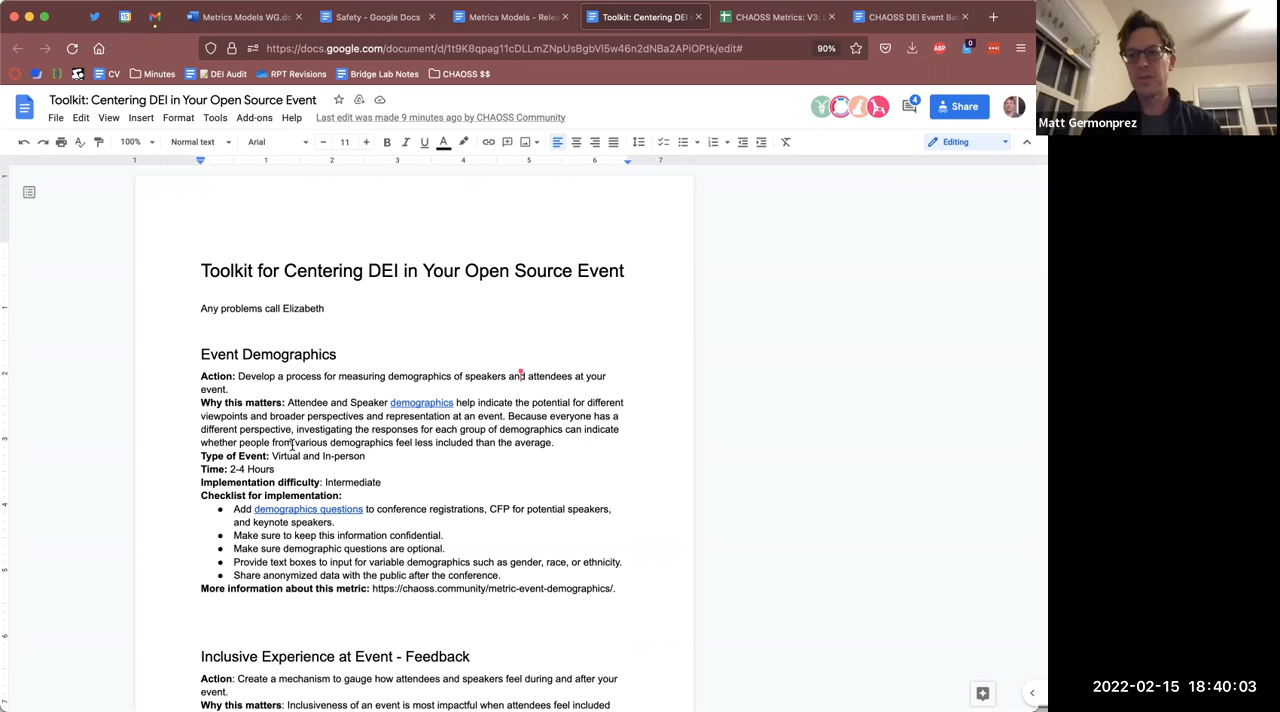 Metrics Models WG.do
Safety - Google Docs
Metrics Models - Rele
Toolkit: Centering DEI i
CHAOSS Metrics: V3: L
CHAOSS DEI Event Ba
https://docs.google.com/document/d/1t9K8qpag11cDLLmZNpUsBgbVl5w46n2dNBa2APiOPtk/edit#
90%
ABP
0
CV
Minutes
DEI Audit
RPT Revisions
Bridge Lab Notes
CHAOSS $$
Matt Germonprez
Toolkit: Centering DEI in Your Open Source Event
File Edit View Insert Format Tools Add-ons Help Last edit was made 9 minutes ago by CHAOSS Community
4
Share
100%
Normal text
Arial
11
B I U A
Editing
1 1 2 3 4 5 6 7
Toolkit for Centering DEI in Your Open Source Event
Any problems call Elizabeth
Event Demographics
Action: Develop a process for measuring demographics of speakers and attendees at your
event.
Why this matters: Attendee and Speaker demographics help indicate the potential for different
viewpoints and broader perspectives and representation at an event. Because everyone has a
different perspective, investigating the responses for each group of demographics can indicate
whether people from various demographics feel less included than the average.
Type of Event: Virtual and In-person
Time: 2-4 Hours
Implementation difficulty: Intermediate
Checklist for implementation:
● Add demographics questions to conference registrations, CFP for potential speakers,
and keynote speakers.
● Make sure to keep this information confidential.
● Make sure demographic questions are optional.
● Provide text boxes to input for variable demographics such as gender, race, or ethnicity.
● Share anonymized data with the public after the conference.
More information about this metric: https://chaoss.community/metric-event-demographics/.
Inclusive Experience at Event - Feedback
Action: Create a mechanism to gauge how attendees and speakers feel during and after your
event.
Why this matters: Inclusiveness of an event is most impactful when attendees feel included
2022-02-15 18:40:03